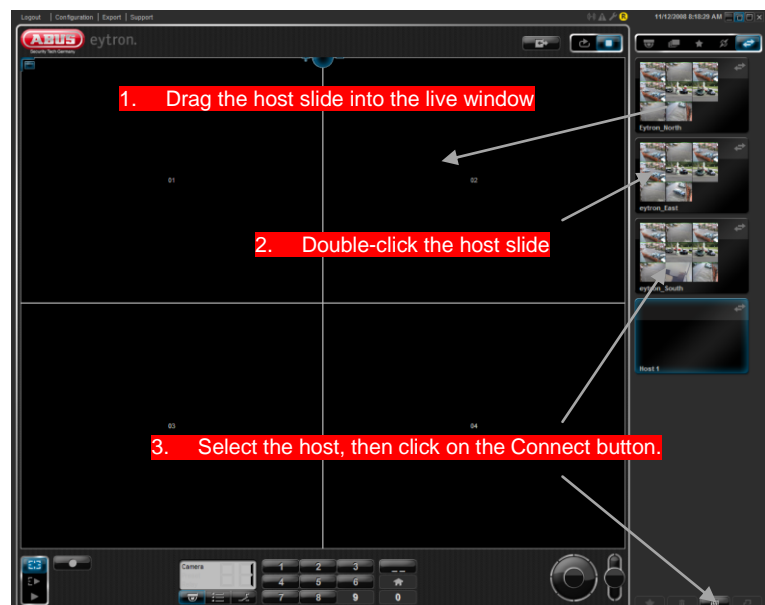 Logout | Configuration | Export | Support
11/12/2008 8:10:29 AM
ABUS eytron.
Security Tech Germany
R
1. Drag the host slide into the live window
Eytron_North
01
02
eytron_East
2. Double-click the host slide
eytron_South
Host 1
03
04
3. Select the host, then click on the Connect button.
Camera
1
1 2 3 _ _
4 5 6
7 8 9 0